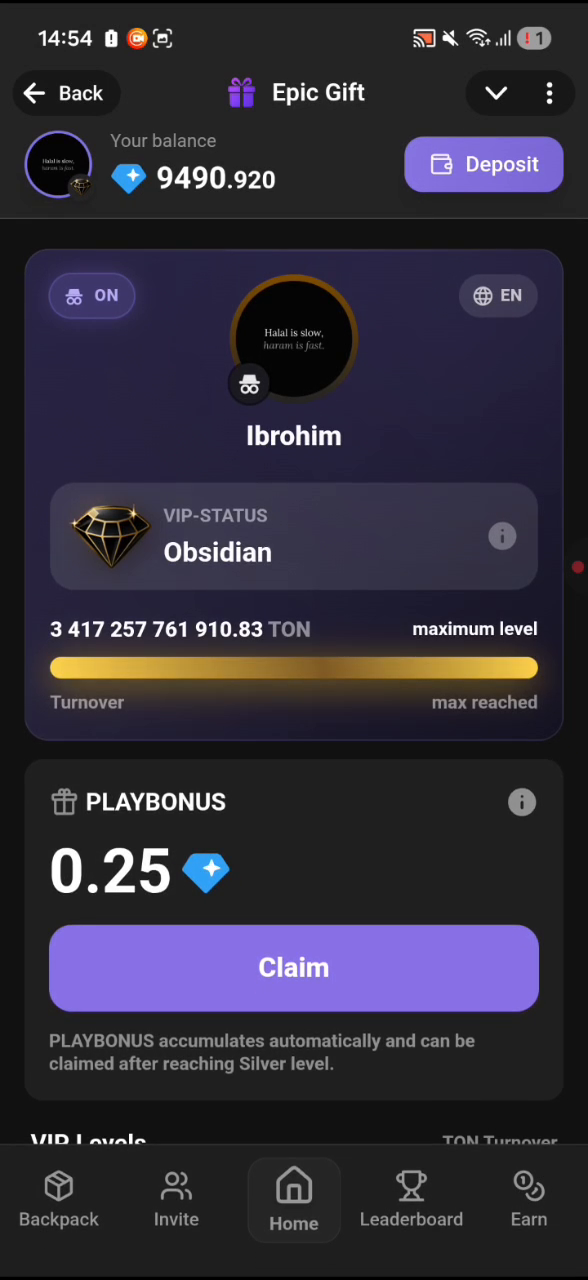 14:54
1
Back
Epic Gift
Your balance
9490.920
Deposit
Halal is slow,
haram is fast.
ON
EN
Halal is slow,
haram is fast.
Ibrohim
VIP-STATUS
Obsidian
3 417 257 761 910.83 TON
maximum level
Turnover
max reached
PLAYBONUS
0.25
Claim
PLAYBONUS accumulates automatically and can be
claimed after reaching Silver level.
VIP Levels
TON Turnover
Backpack
Invite
Home
Leaderboard
Earn